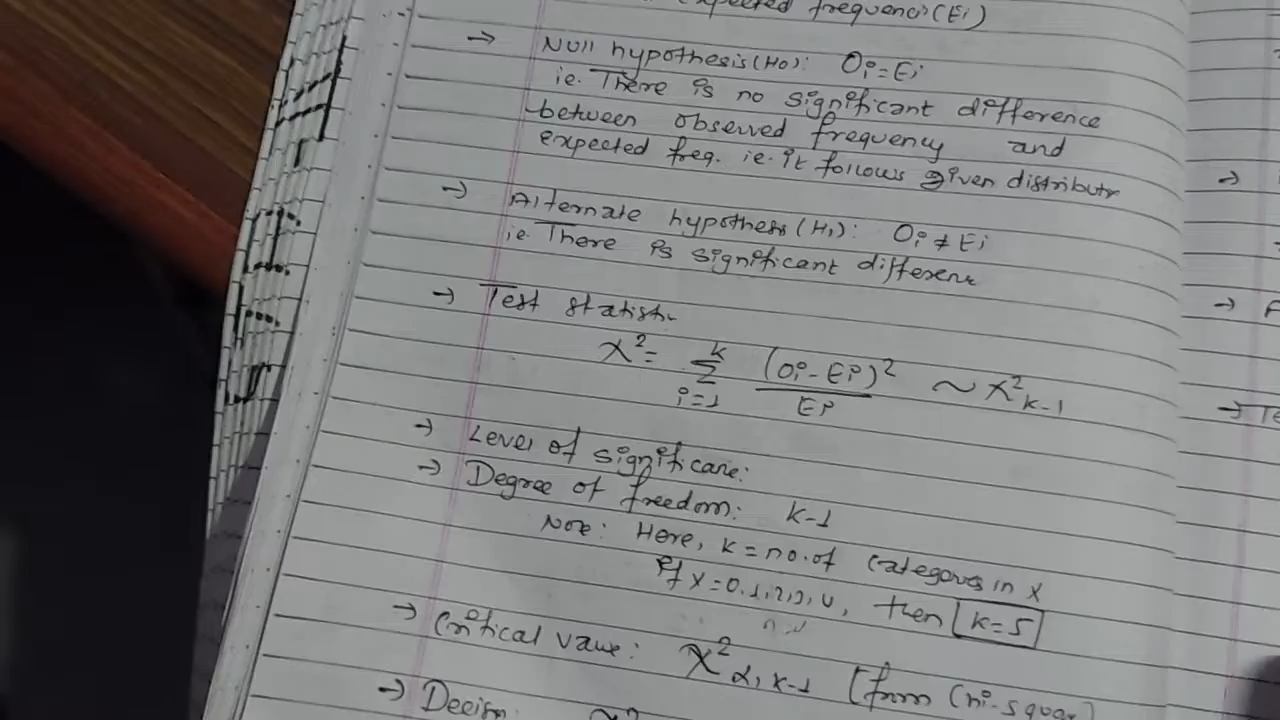 expected frequenci(Ei)
→ Null hypothesis(H0): Oi=Ei
ie. There is no significant difference
between observed frequency and
expected freq. ie. it follows given distributn
→ Alternate hypothesis(H1): Oi ≠ Ei
ie. There is significant differenc
→ Test statisti-
χ²= Σ_{i=1}^{k} (Oi-Ei)²/Ei ~ χ²_{k-1}
→ Level of significane:
→ Degree of freedom: k-1
Note: Here, k = no. of categories in x
if x = 0,1,2,3,4, then k=5
→ Critical value: χ²_{α, k-1} (from Chi-square)
→ Decision